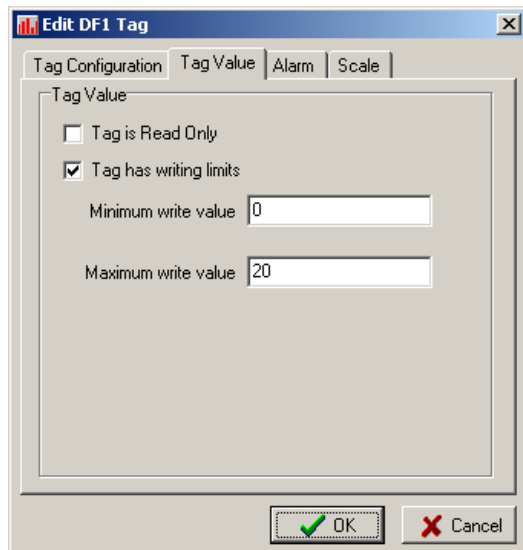 Edit DF1 Tag
Tag Configuration Tag Value Alarm Scale
Tag Value
Tag is Read Only
Tag has writing limits
Minimum write value 0
Maximum write value 20
OK Cancel